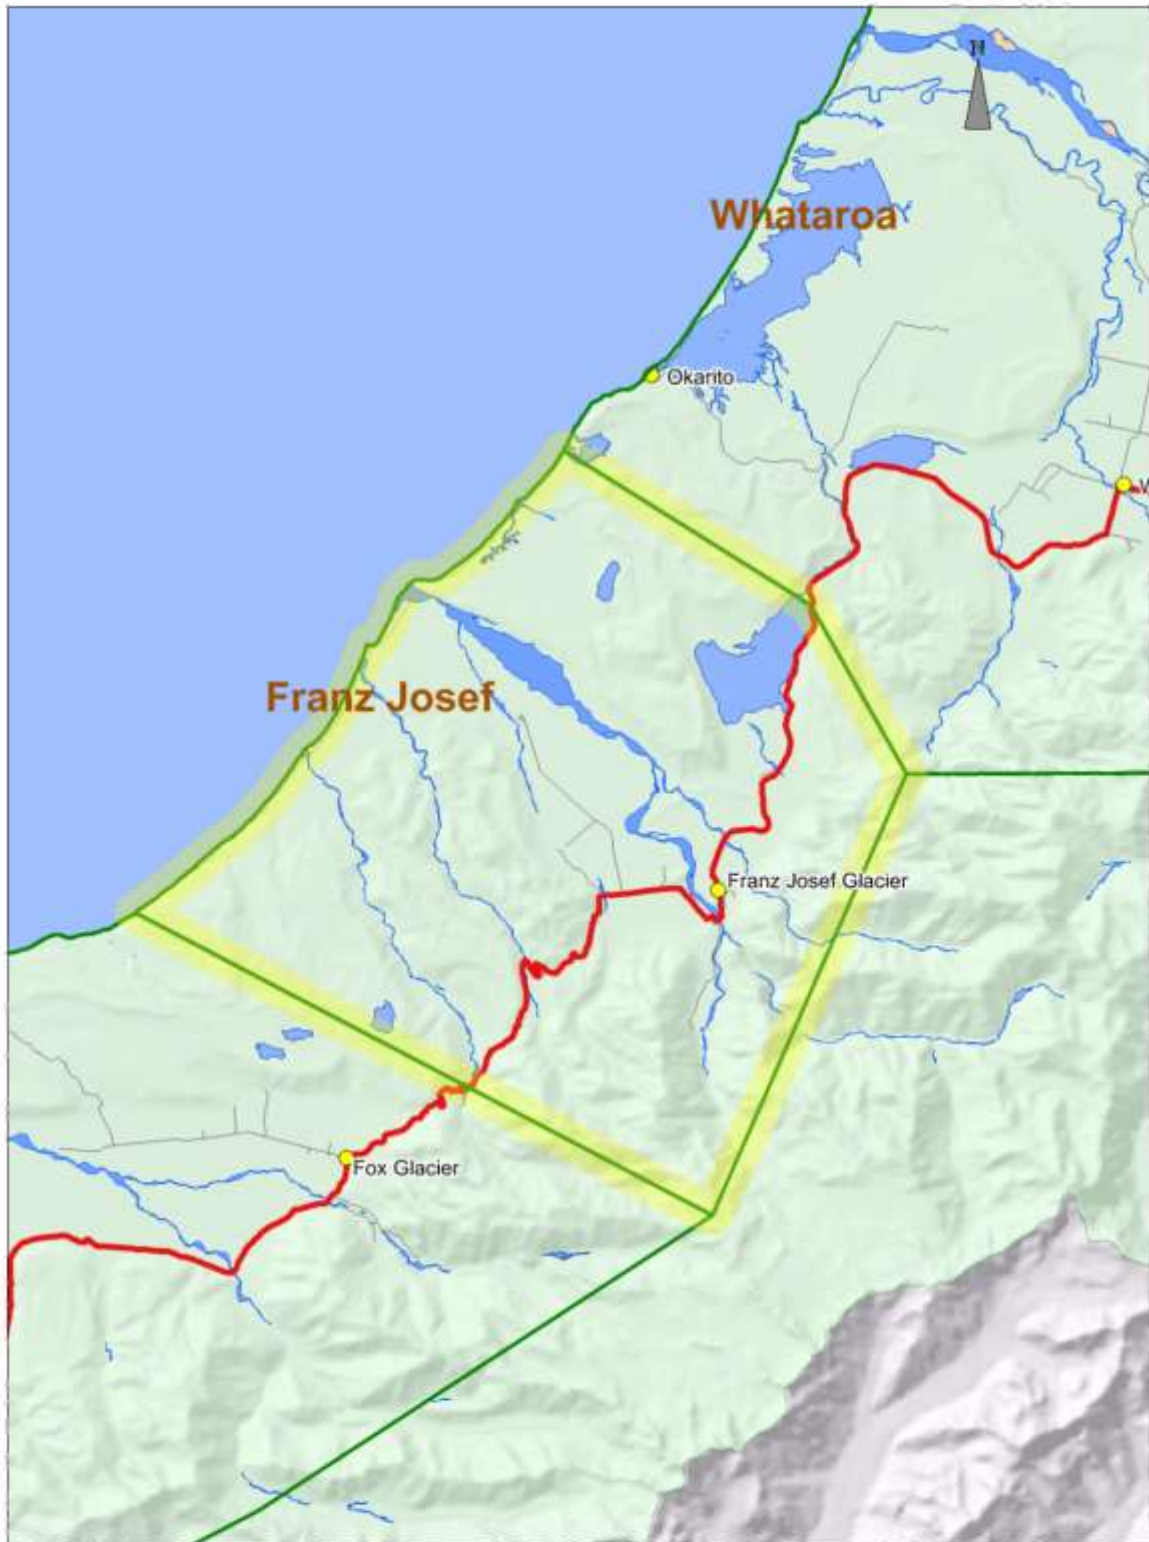 N
Whataroa
Okarito
W
Franz Josef
Franz Josef Glacier
Fox Glacier